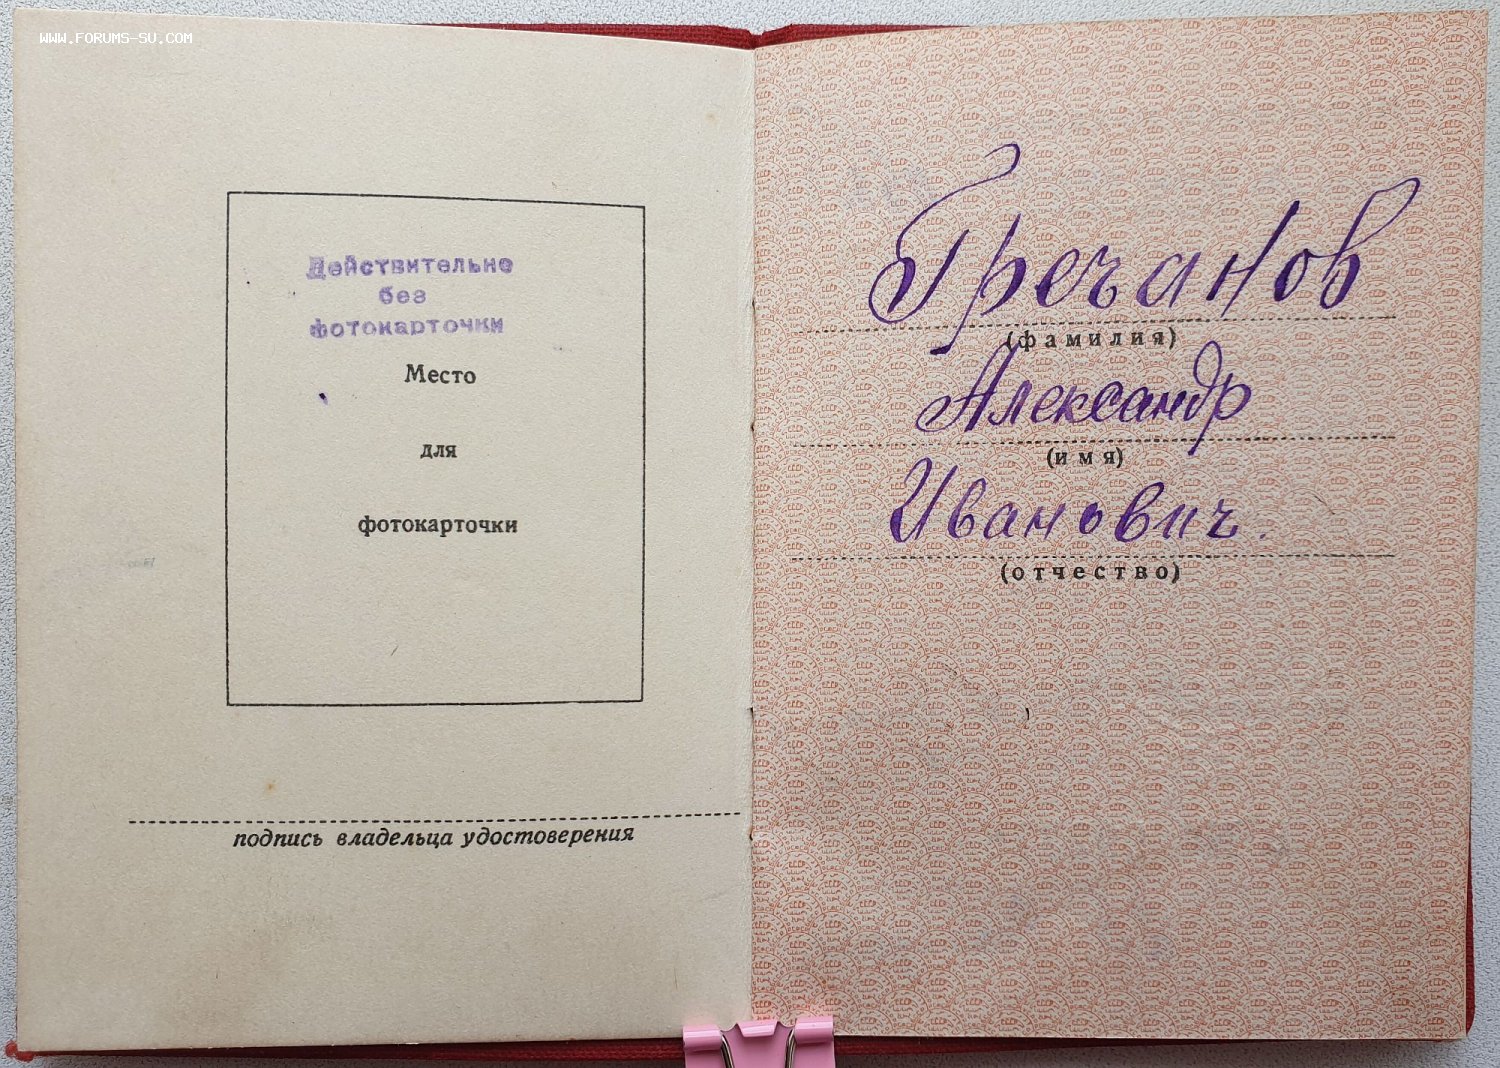 WWW.FORUMS-SU.COM
Действительно
без
фотокарточки
Место
для
фотокарточки
подпись владельца удостоверения
Гречанов
(фамилия)
Александр
(имя)
Иванович.
(отчество)